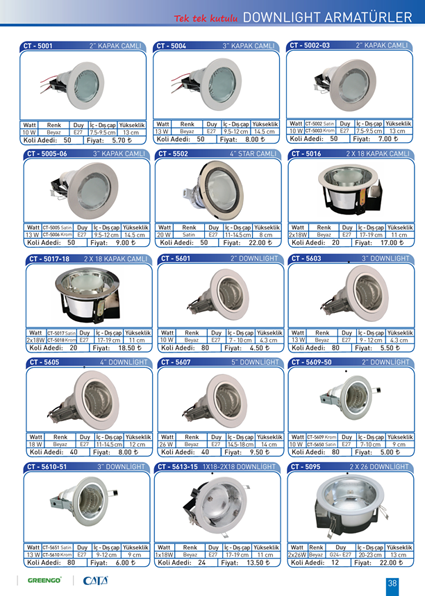 Tek tek kutulu DOWNLIGHT ARMATÜRLER
CT - 5001 2” KAPAK CAMLI
Watt Renk Duy İç - Dış çap Yükseklik
10 W Beyaz E27 7.5-9.5 cm 13 cm
Koli Adedi: 50 Fiyat: 5.70 ₺
CT - 5004 3” KAPAK CAMLI
Watt Renk Duy İç - Dış çap Yükseklik
13 W Beyaz E27 9.5-12 cm 14.5 cm
Koli Adedi: 50 Fiyat: 8.00 ₺
CT - 5002-03 2” KAPAK CAMLI
Watt CT-5002 Satin Duy İç - Dış çap Yükseklik
10 W CT-5003 Krom E27 7.5-9.5 cm 13 cm
Koli Adedi: 50 Fiyat: 7.00 ₺
CT - 5005-06 3” KAPAK CAMLI
Watt CT-5005 Satin Duy İç - Dış çap Yükseklik
13 W CT-5006 Krom E27 9.5-12 cm 14.5 cm
Koli Adedi: 50 Fiyat: 9.00 ₺
CT - 5502 4” STAR CAMLI
Watt Renk Duy İç - Dış çap Yükseklik
20 W Satin E27 11-14.5 cm 8 cm
Koli Adedi: 50 Fiyat: 22.00 ₺
CT - 5016 2 X 18 KAPAK CAMLI
Watt Renk Duy İç - Dış çap Yükseklik
2x18W Beyaz E27 17-19 cm 11 cm
Koli Adedi: 20 Fiyat: 17.00 ₺
CT - 5017-18 2 X 18 KAPAK CAMLI
Watt CT-5017 Satin Duy İç - Dış çap Yükseklik
2x18W CT-5018 Krom E27 17-19 cm 11 cm
Koli Adedi: 20 Fiyat: 18.50 ₺
CT - 5601 2” DOWNLIGHT
Watt Renk Duy İç - Dış çap Yükseklik
10 W Beyaz E27 7 - 10 cm 4.3 cm
Koli Adedi: 80 Fiyat: 4.50 ₺
CT - 5603 3” DOWNLIGHT
Watt Renk Duy İç - Dış çap Yükseklik
13 W Beyaz E27 9 - 12 cm 4.3 cm
Koli Adedi: 80 Fiyat: 5.50 ₺
CT - 5605 4” DOWNLIGHT
Watt Renk Duy İç - Dış çap Yükseklik
18 W Beyaz E27 11-14.5 cm 12 cm
Koli Adedi: 40 Fiyat: 8.00 ₺
CT - 5607 5” DOWNLIGHT
Watt Renk Duy İç - Dış çap Yükseklik
26 W Beyaz E27 14.5-18 cm 14 cm
Koli Adedi: 40 Fiyat: 9.50 ₺
CT - 5609-50 2” DOWNLIGHT
Watt CT-5609 Krom Duy İç - Dış çap Yükseklik
10 W CT-5650 Satin E27 7-10 cm 9 cm
Koli Adedi: 80 Fiyat: 5.00 ₺
CT - 5610-51 3” DOWNLIGHT
Watt CT-5651 Satin Duy İç - Dış çap Yükseklik
13 W CT-5610 Krom E27 9-12 cm 9 cm
Koli Adedi: 80 Fiyat: 6.00 ₺
CT - 5613-15 1X18-2X18 DOWNLIGHT
Watt Renk Duy İç - Dış çap Yükseklik
1x18W Beyaz E27 17-19 cm 11 cm
Koli Adedi: 24 Fiyat: 13.50 ₺
CT - 5095 2 X 26 DOWNLIGHT
Watt Renk Duy İç - Dış çap Yükseklik
2x26W Beyaz G24- E27 20-23 cm 13 cm
Koli Adedi: 12 Fiyat: 22.00 ₺
GREENGO CATA 38